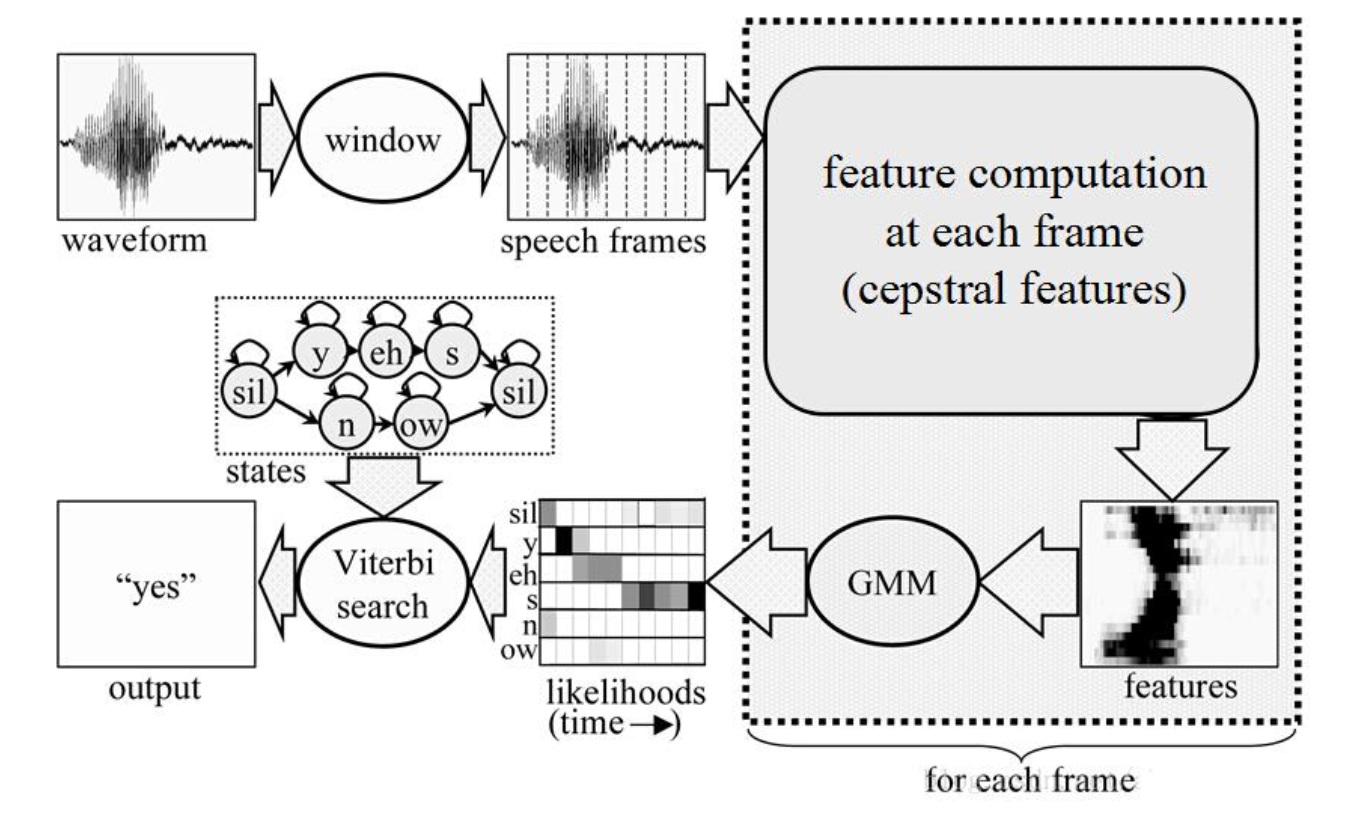 window
feature computation
at each frame
(cepstral features)
waveform
speech frames
y eh s
sil sil
n ow
states
sil
y
eh
s
n
ow
Viterbi
search
GMM
“yes”
output
likelihoods
(time →)
features
for each frame